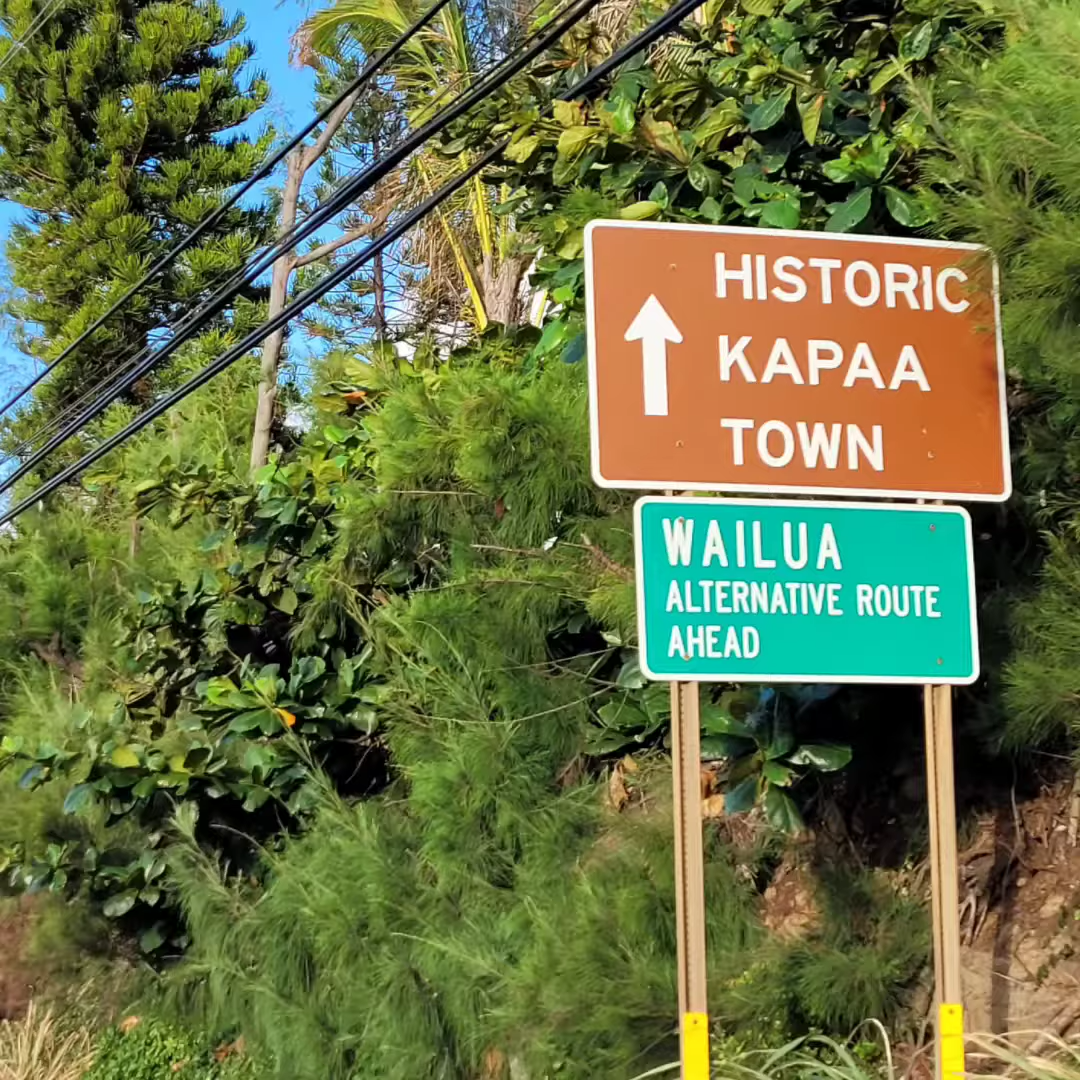 HISTORIC
KAPAA
TOWN
WAILUA
ALTERNATIVE ROUTE
AHEAD